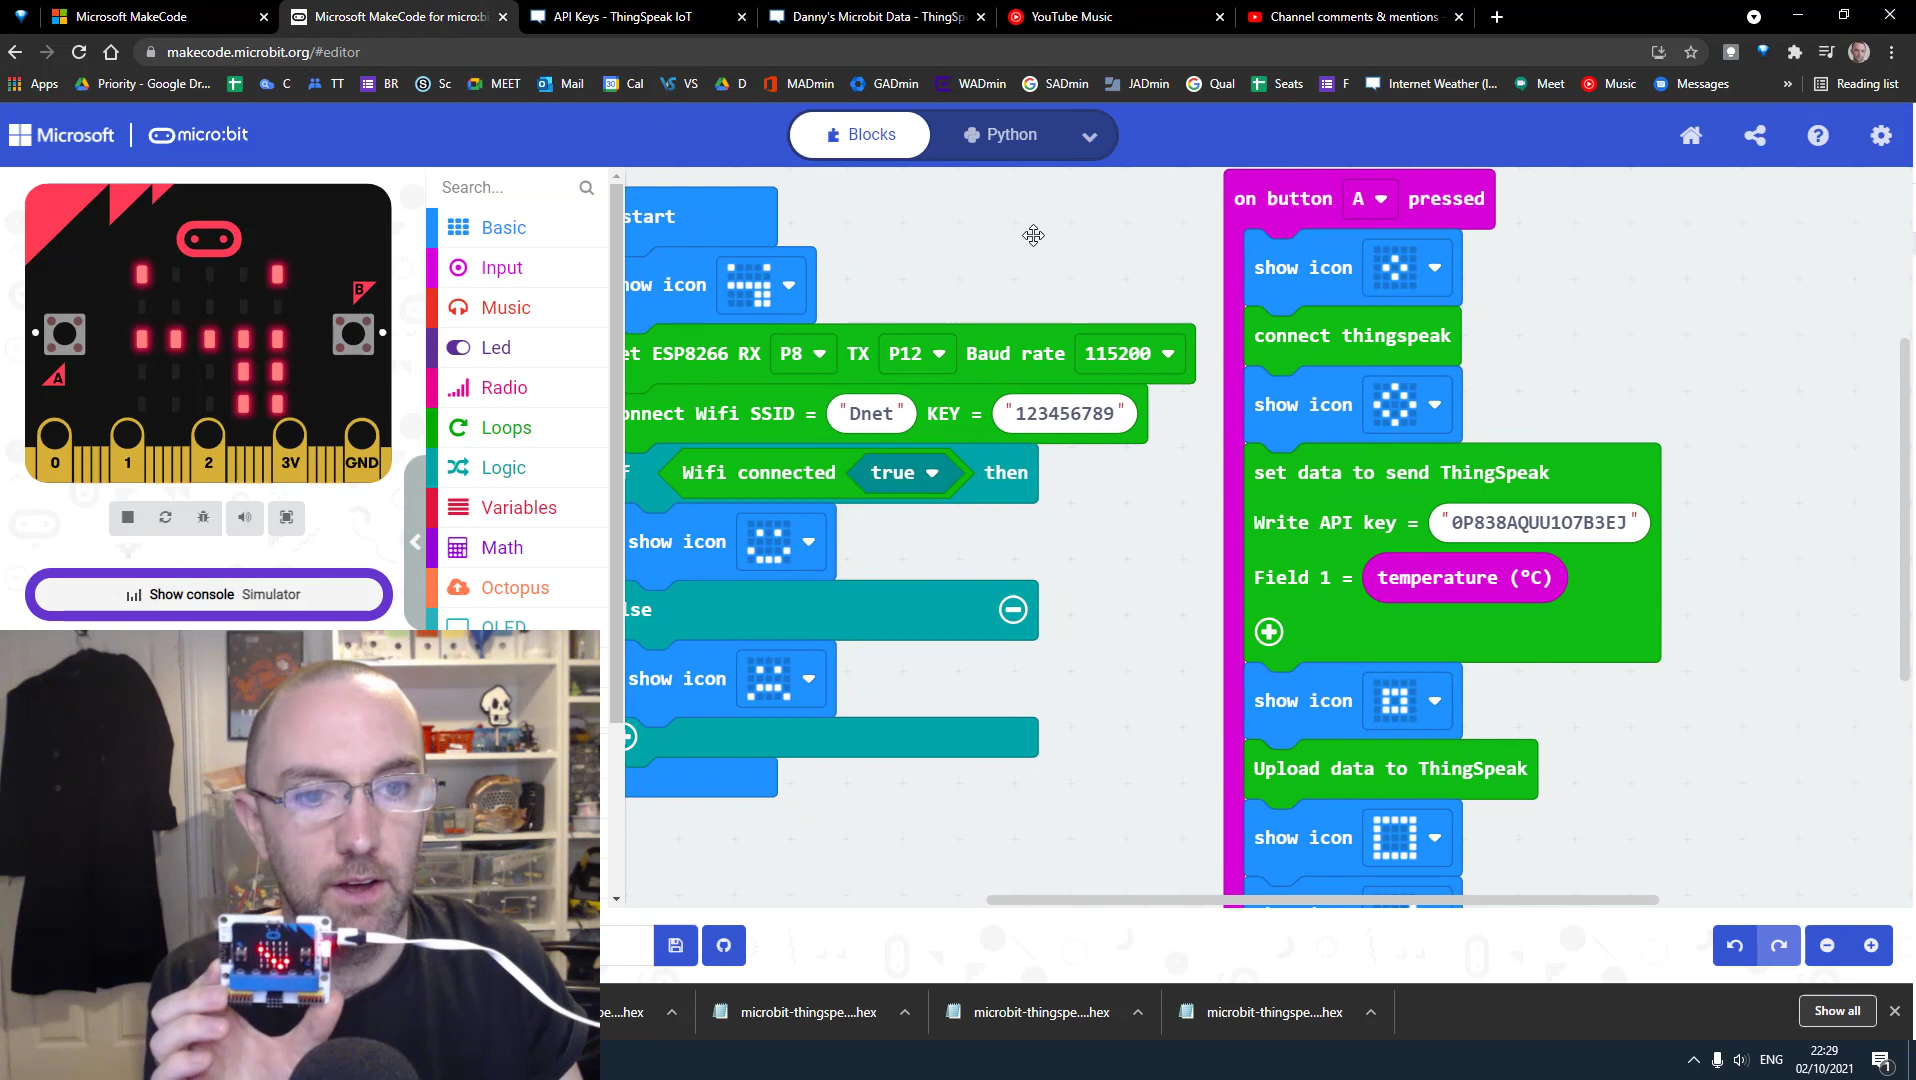 Microsoft MakeCode
Microsoft MakeCode for micro:bi
API Keys - ThingSpeak IoT
Danny's Microbit Data - ThingSp
YouTube Music
Channel comments & mentions
makecode.microbit.org/#editor
Apps
Priority - Google Dr...
C
TT
BR
Sc
MEET
Mail
Cal
VS
D
MAdmin
GAdmin
WAdmin
SAdmin
JAdmin
Qual
Seats
F
Internet Weather (I...
Meet
Music
Messages
»
Reading list
Microsoft
micro:bit
Blocks
Python
Search...
Basic
Input
Music
Led
Radio
Loops
Logic
Variables
Math
Octopus
OLED
A
B
0
1
2
3V
GND
Show console Simulator
start
how icon
et ESP8266 RX P8 TX P12 Baud rate 115200
onnect Wifi SSID = "Dnet" KEY = "123456789"
f Wifi connected true then
show icon
lse
show icon
on button A pressed
show icon
connect thingspeak
show icon
set data to send ThingSpeak
Write API key = "0P838AQUU1O7B3EJ"
Field 1 = temperature (°C)
show icon
Upload data to ThingSpeak
show icon
spe....hex
microbit-thingspe....hex
microbit-thingspe....hex
microbit-thingspe....hex
Show all
ENG
22:29
02/10/2021
1